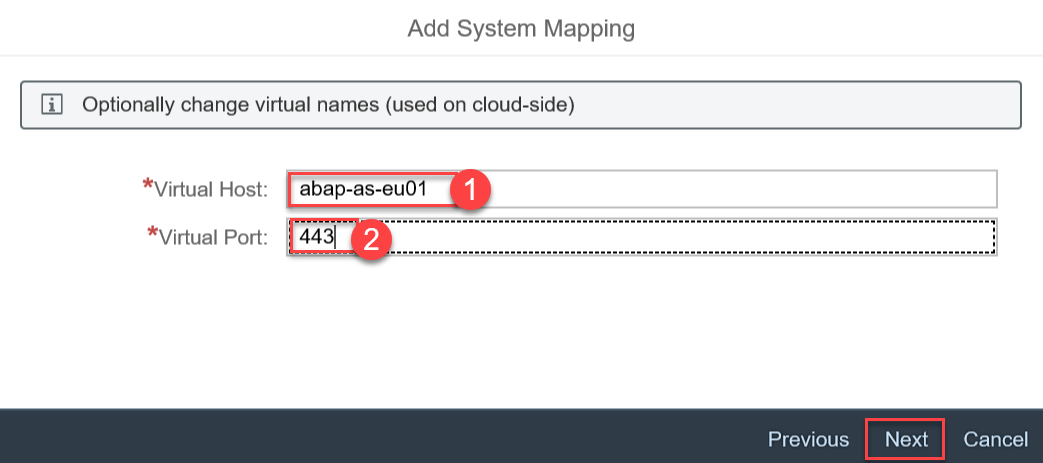 Add System Mapping
i Optionally change virtual names (used on cloud-side)
*Virtual Host: abap-as-eu01 1
*Virtual Port: 443 2
Previous Next Cancel